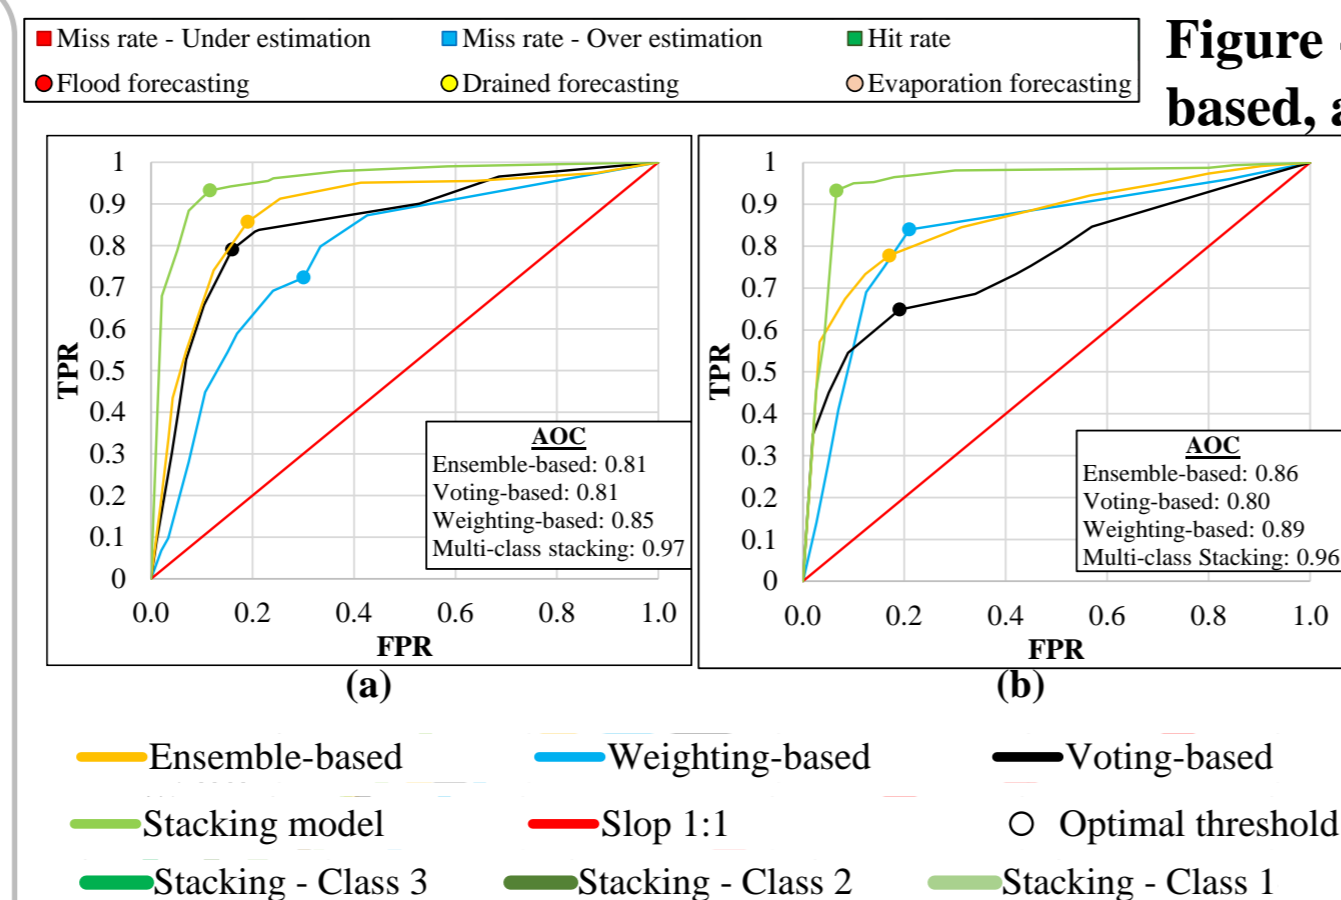 Miss rate - Under estimation Miss rate - Over estimation Hit rate
Flood forecasting Drained forecasting Evaporation forecasting
Figure
based, a
1
0.9
0.8
0.7
0.6
0.5
0.4
0.3
0.2
0.1
0
TPR
0.0 0.2 0.4 0.6 0.8 1.0
FPR
AOC
Ensemble-based: 0.81
Voting-based: 0.81
Weighting-based: 0.85
Multi-class stacking: 0.97
(a)
1
0.9
0.8
0.7
0.6
0.5
0.4
0.3
0.2
0.1
0
TPR
0.0 0.2 0.4 0.6 0.8 1.0
FPR
AOC
Ensemble-based: 0.86
Voting-based: 0.80
Weighting-based: 0.89
Multi-class Stacking: 0.96
(b)
Ensemble-based Weighting-based Voting-based
Stacking model Slop 1:1 Optimal threshold
Stacking - Class 3 Stacking - Class 2 Stacking - Class 1